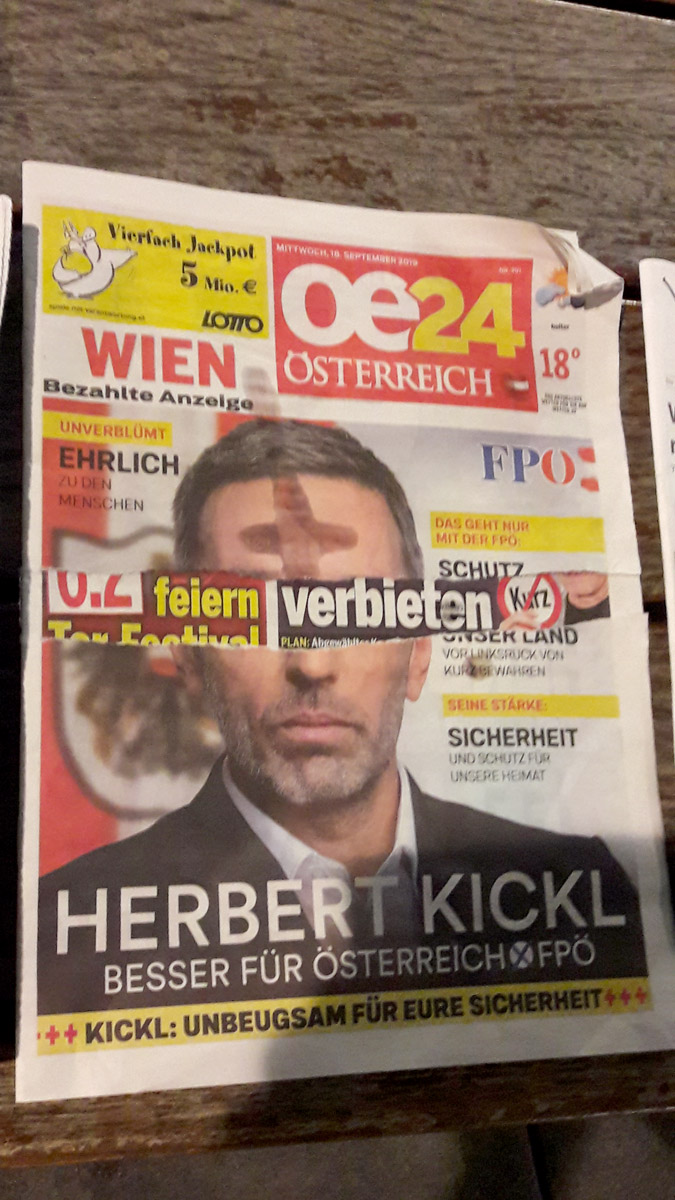 Vierfach Jackpot
5 Mio. €
LOTTO
MITTWOCH, 18. SEPTEMBER 2019
oe24
ÖSTERREICH
18°
WIEN
Bezahlte Anzeige
UNVERBLÜMT
EHRLICH
ZU DEN
MENSCHEN
FPÖ
DAS GEHT NUR
MIT DER FPÖ:
SCHUTZ
feiern
verbieten
Kurz
PLAN:
UNSER LAND
VOR LINKSRUCK VON
KURZ BEWAHREN
SEINE STÄRKE:
SICHERHEIT
UND SCHUTZ FÜR
UNSERE HEIMAT
HERBERT KICKL
BESSER FÜR ÖSTERREICH FPÖ
+++ KICKL: UNBEUGSAM FÜR EURE SICHERHEIT +++